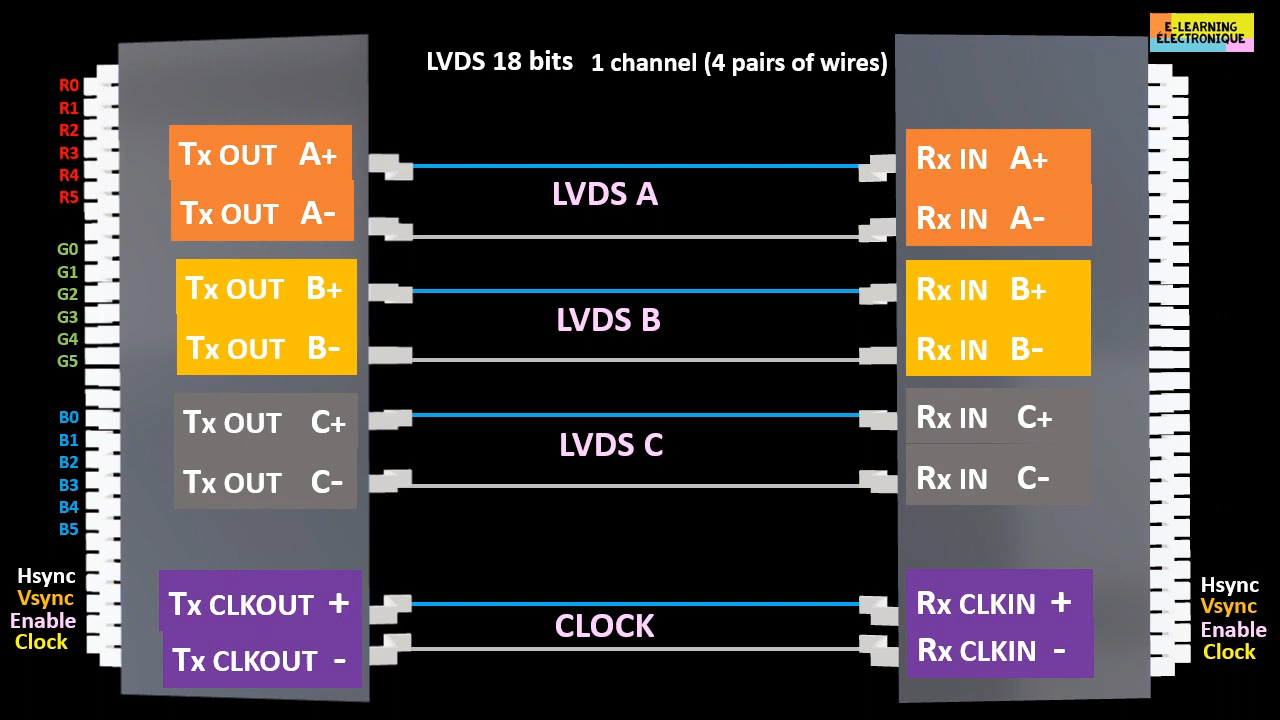 E-LEARNING
ÉLECTRONIQUE
LVDS 18 bits 1 channel (4 pairs of wires)
R0
R1
R2
R3
R4
R5
G0
G1
G2
G3
G4
G5
B0
B1
B2
B3
B4
B5
Hsync
Vsync
Enable
Clock
Tx OUT A+
Tx OUT A-
Tx OUT B+
Tx OUT B-
Tx OUT C+
Tx OUT C-
Tx CLKOUT +
Tx CLKOUT -
LVDS A
LVDS B
LVDS C
CLOCK
Rx IN A+
Rx IN A-
Rx IN B+
Rx IN B-
Rx IN C+
Rx IN C-
Rx CLKIN +
Rx CLKIN -
Hsync
Vsync
Enable
Clock